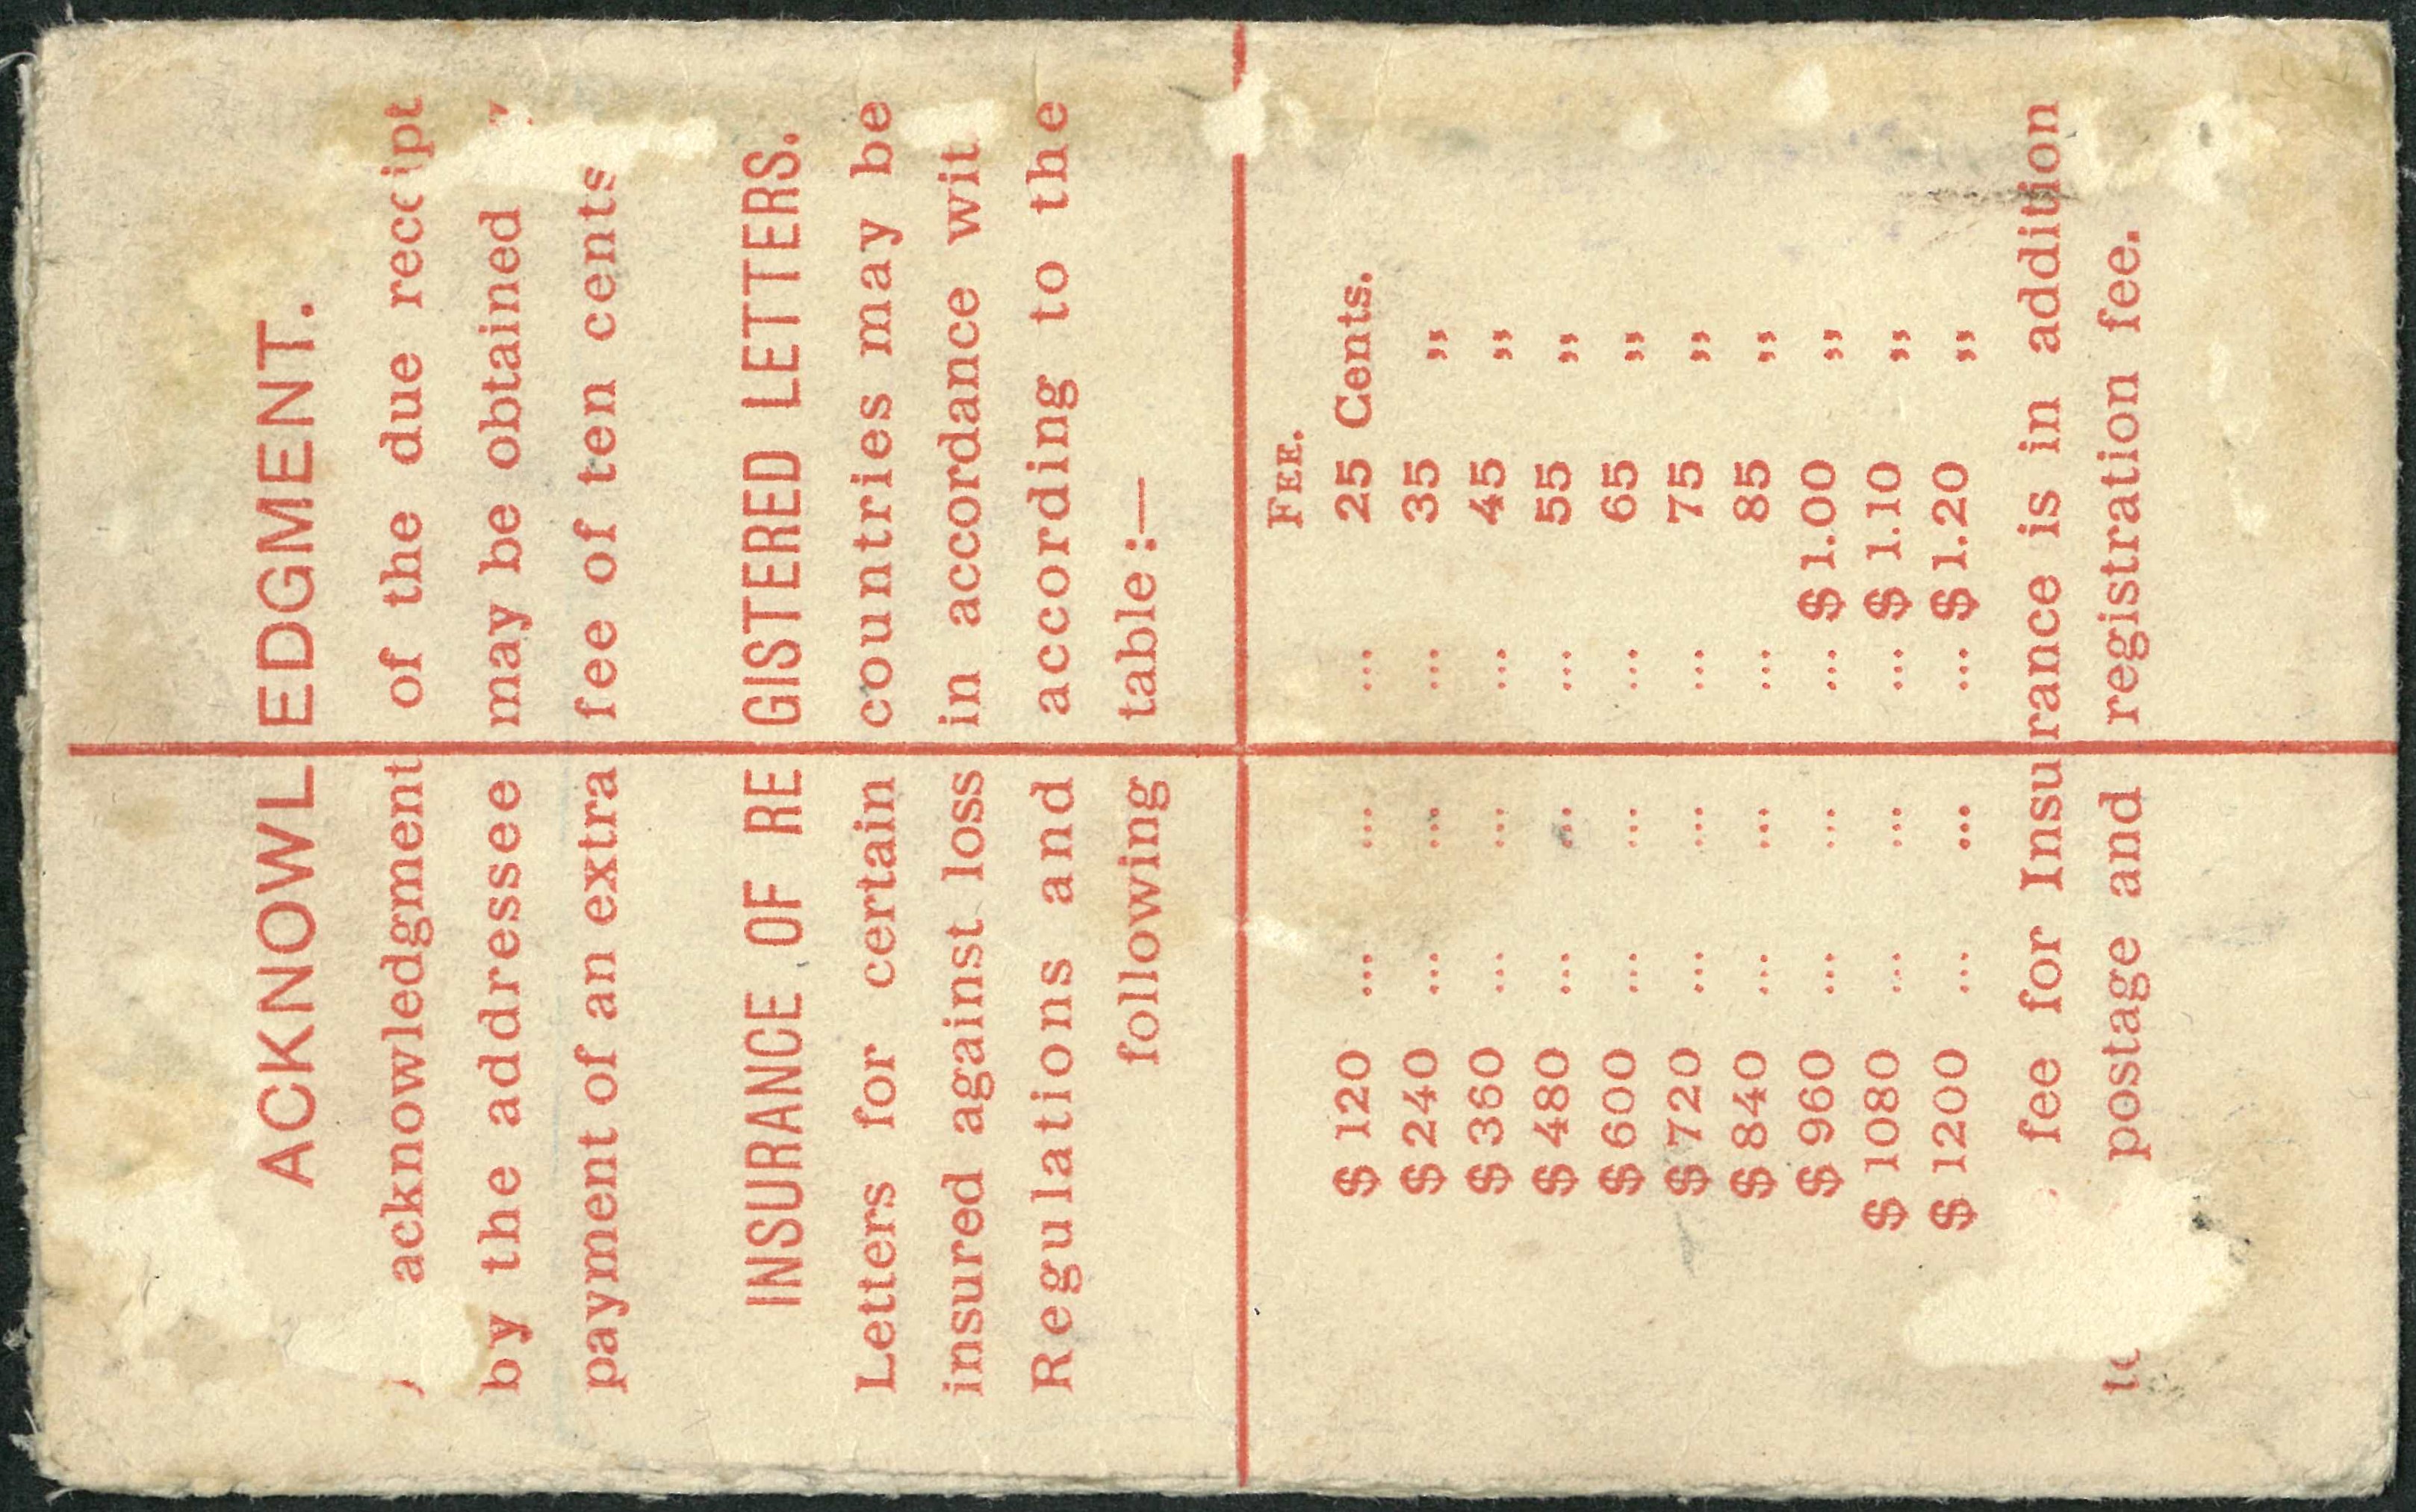 ACKNOWLEDGMENT.
acknowledgment of the due receipt
by the addressee may be obtained
payment of an extra fee of ten cents
INSURANCE OF REGISTERED LETTERS.
Letters for certain countries may be
insured against loss in accordance
Regulations and according to the
following table:—
FEE.
$ 120 ... ... ... 25 Cents.
$ 240 ... ... ... 35 ,,
$ 360 ... ... ... 45 ,,
$ 480 ... ... ... 55 ,,
$ 600 ... ... ... 65 ,,
$ 720 ... ... ... 75 ,,
$ 840 ... ... ... 85 ,,
$ 960 ... ... ... $ 1.00 ,,
$ 1080 ... ... ... $ 1.10 ,,
$ 1200 ... ... ... $ 1.20 ,,
fee for Insurance is in addition
postage and registration fee.